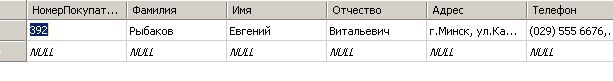 НомерПокупат... Фамилия Имя Отчество Адрес Телефон
392 Рыбаков Евгений Витальевич г.Минск, ул.Ка... (029) 555 6676,.
NULL NULL NULL NULL NULL NULL